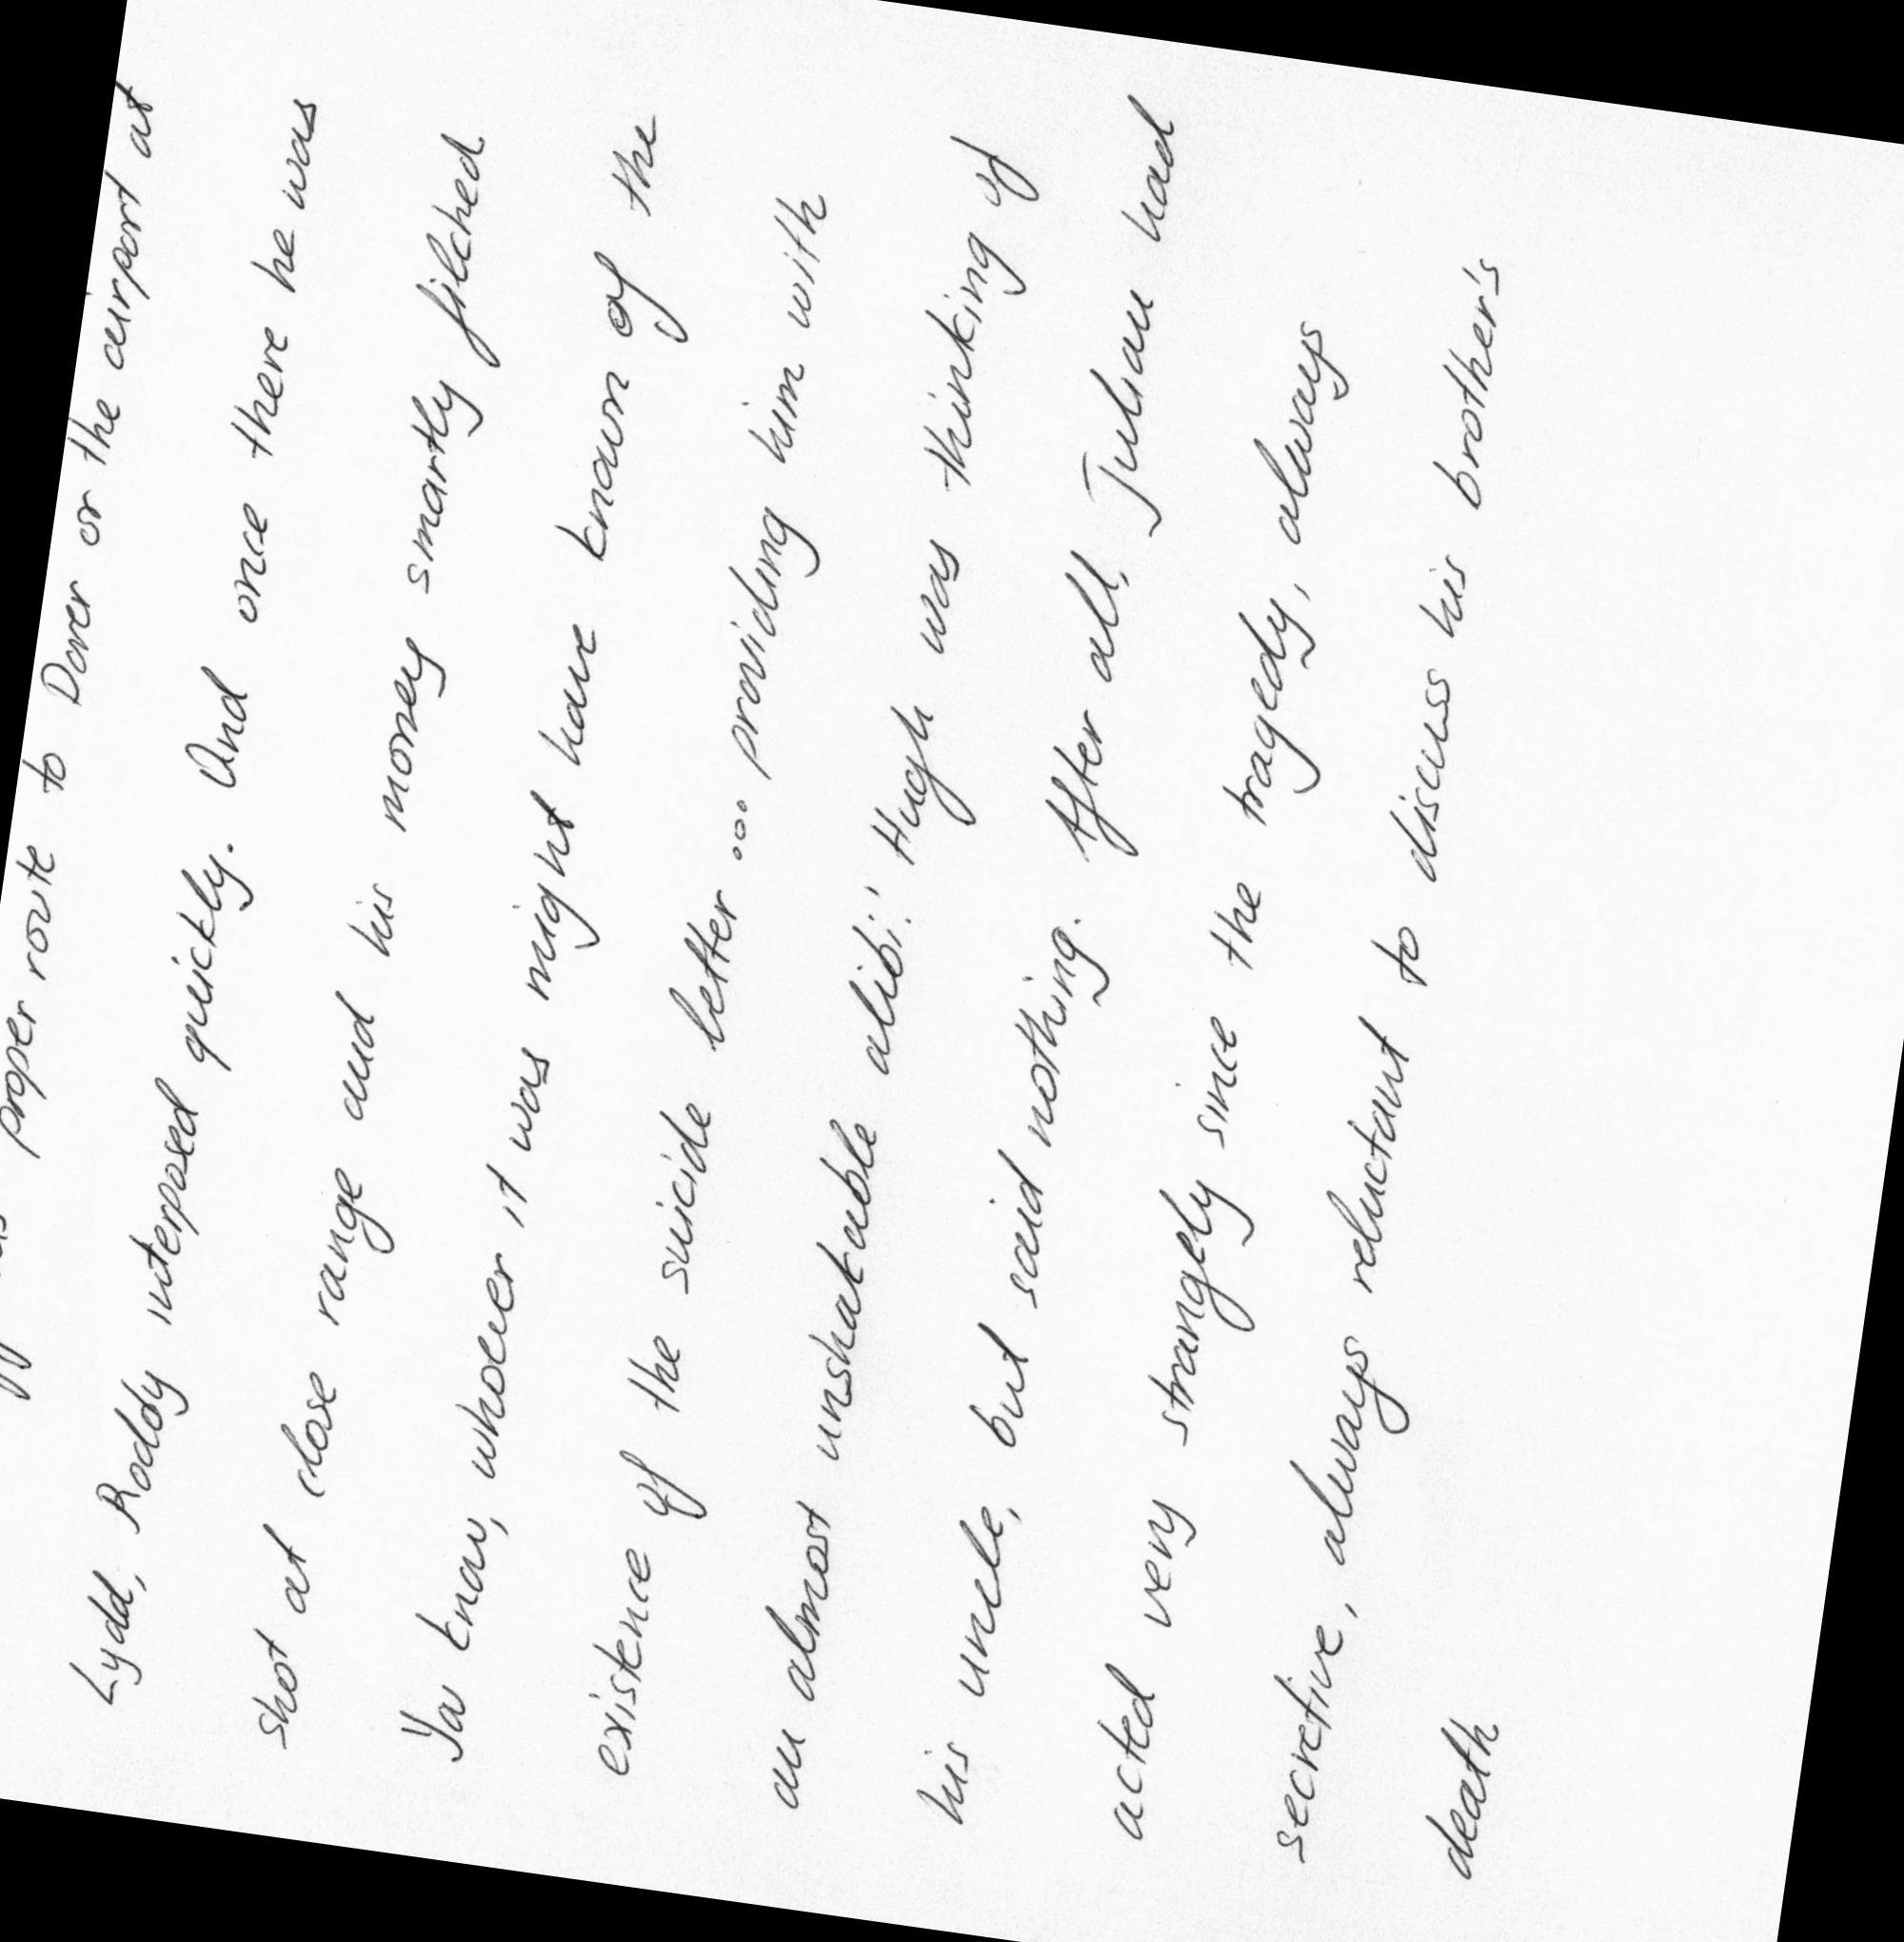 proper route to Dover or the airport at
Lydd, Roddy interposed quickly. And once there he was
shot at close range and his money smartly filched
You know, whoever it was might have known of the
existence of the suicide letter ... providing him with
an almost unshakable alibi!' Hugh was thinking of
his uncle, but said nothing. After all, Julian had
acted very strangely since the tragedy, always
secretive, always reluctant to discuss his brother's
death